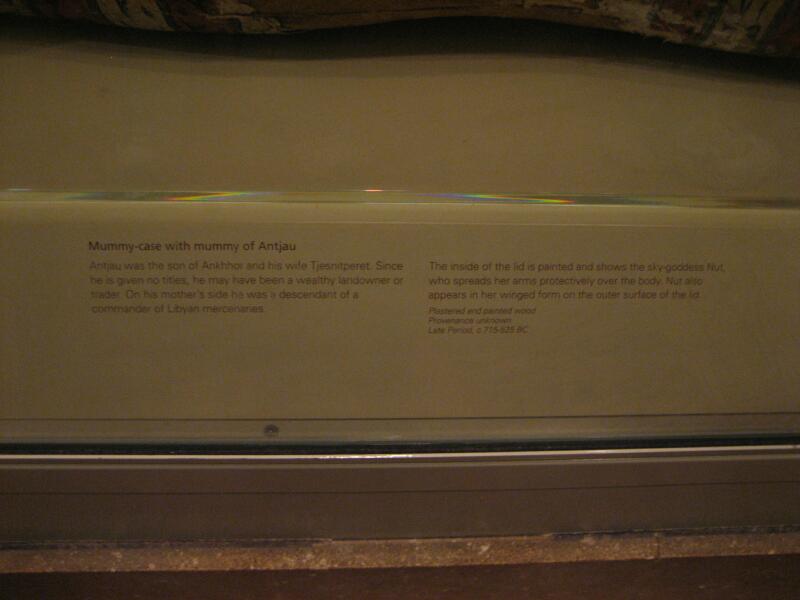 Mummy-case with mummy of Antjau
Antjau was the son of Ankhhor and his wife Tjesnitperet. Since
he is given no titles, he may have been a wealthy landowner or
trader. On his mother's side he was a descendant of a
commander of Libyan mercenaries.
The inside of the lid is painted and shows the sky-goddess Nut,
who spreads her arms protectively over the body. Nut also
appears in her winged form on the outer surface of the lid.
Plastered and painted wood
Provenance unknown
Late Period, c.715-525 BC